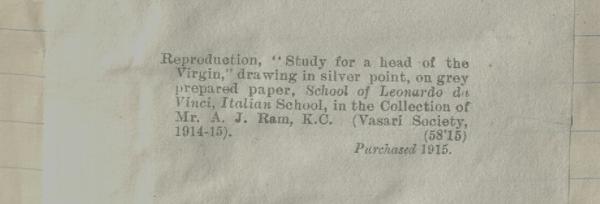 Reproduction, "Study for a head of the
Virgin," drawing in silver point, on grey
prepared paper, School of Leonardo da
Vinci, Italian School, in the Collection of
Mr. A. J. Ram, K.C. (Vasari Society,
1914-15). (58'15)
Purchased 1915.